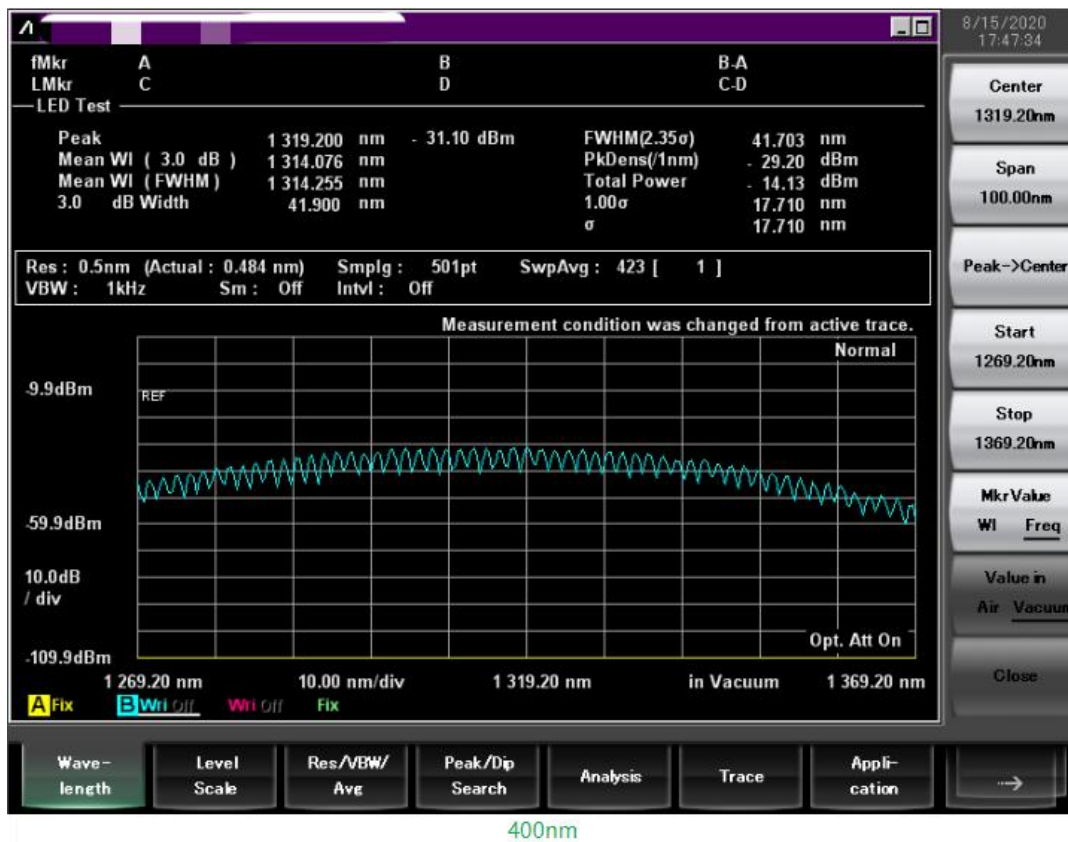 8/15/2020
17:47:34
fMkr A B B-A
LMkr C D C-D
LED Test
Peak 1 319.200 nm - 31.10 dBm FWHM(2.35σ) 41.703 nm
Mean Wl ( 3.0 dB ) 1 314.076 nm PkDens(/1nm) - 29.20 dBm
Mean Wl ( FWHM ) 1 314.255 nm Total Power - 14.13 dBm
3.0 dB Width 41.900 nm 1.00σ 17.710 nm
σ 17.710 nm
Res : 0.5nm (Actual : 0.484 nm) Smplg : 501pt SwpAvg : 423 [ 1 ]
VBW : 1kHz Sm : Off Intvl : Off
Measurement condition was changed from active trace.
Normal
-9.9dBm
REF
-59.9dBm
10.0dB
/ div
Opt. Att On
-109.9dBm
1 269.20 nm 10.00 nm/div 1 319.20 nm in Vacuum 1 369.20 nm
A Fix B Wri Off Wri Off Fix
Center
1319.20nm
Span
100.00nm
Peak->Center
Start
1269.20nm
Stop
1369.20nm
Mkr Value
Wl Freq
Value in
Air Vacuum
Close
Wave-
length
Level
Scale
Res/VBW/
Avg
Peak/Dip
Search
Analysis
Trace
Appli-
cation
400nm